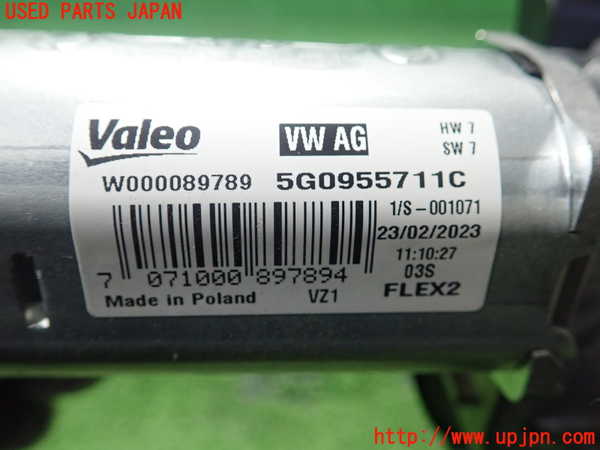 USED PARTS JAPAN
Valeo VW AG HW 7
SW 7
W000089789 5G0955711C
1/S-001071
23/02/2023
11:10:27
7 071000 897894 03S
Made in Poland VZ1 FLEX2
http://www.upjpn.com/